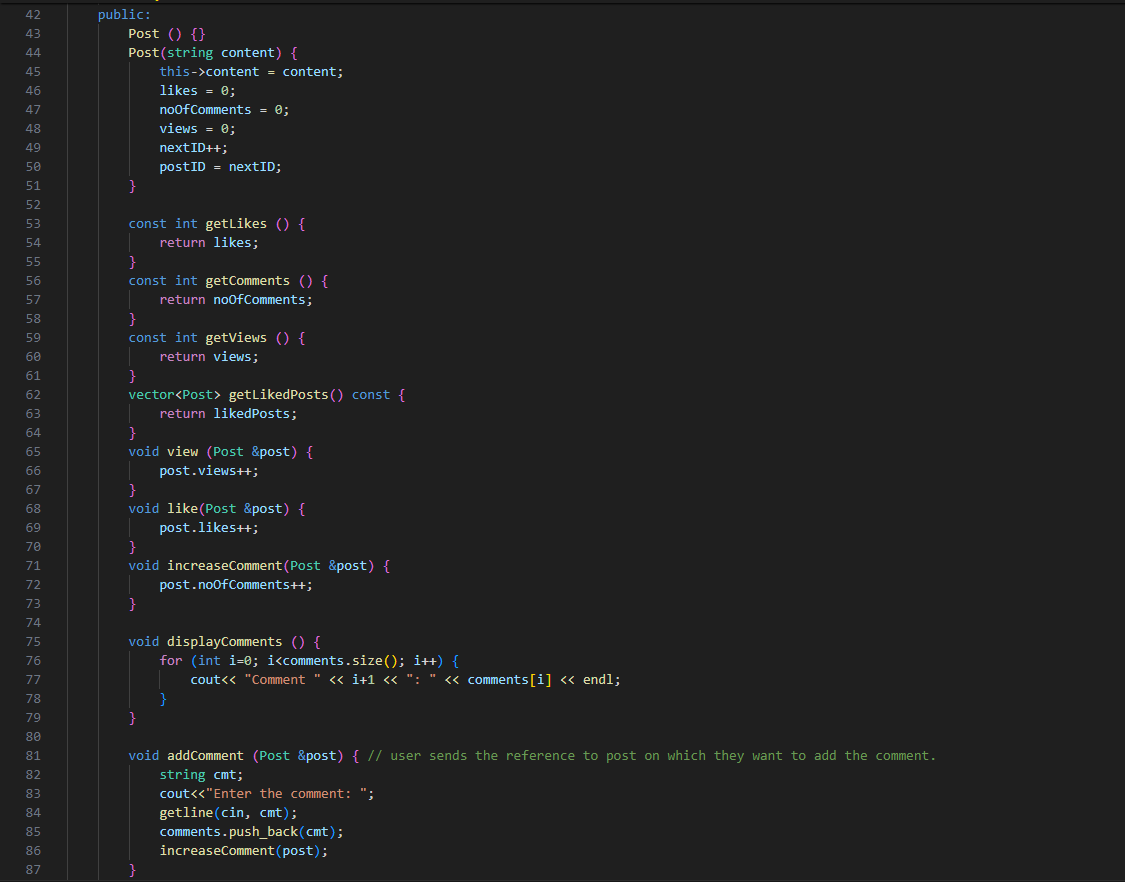 42 public:
43 Post () {}
44 Post(string content) {
45 this->content = content;
46 likes = 0;
47 noOfComments = 0;
48 views = 0;
49 nextID++;
50 postID = nextID;
51 }
52
53 const int getLikes () {
54 return likes;
55 }
56 const int getComments () {
57 return noOfComments;
58 }
59 const int getViews () {
60 return views;
61 }
62 vector<Post> getLikedPosts() const {
63 return likedPosts;
64 }
65 void view (Post &post) {
66 post.views++;
67 }
68 void like(Post &post) {
69 post.likes++;
70 }
71 void increaseComment(Post &post) {
72 post.noOfComments++;
73 }
74
75 void displayComments () {
76 for (int i=0; i<comments.size(); i++) {
77 cout<< "Comment " << i+1 << ": " << comments[i] << endl;
78 }
79 }
80
81 void addComment (Post &post) { // user sends the reference to post on which they want to add the comment.
82 string cmt;
83 cout<<"Enter the comment: ";
84 getline(cin, cmt);
85 comments.push_back(cmt);
86 increaseComment(post);
87 }